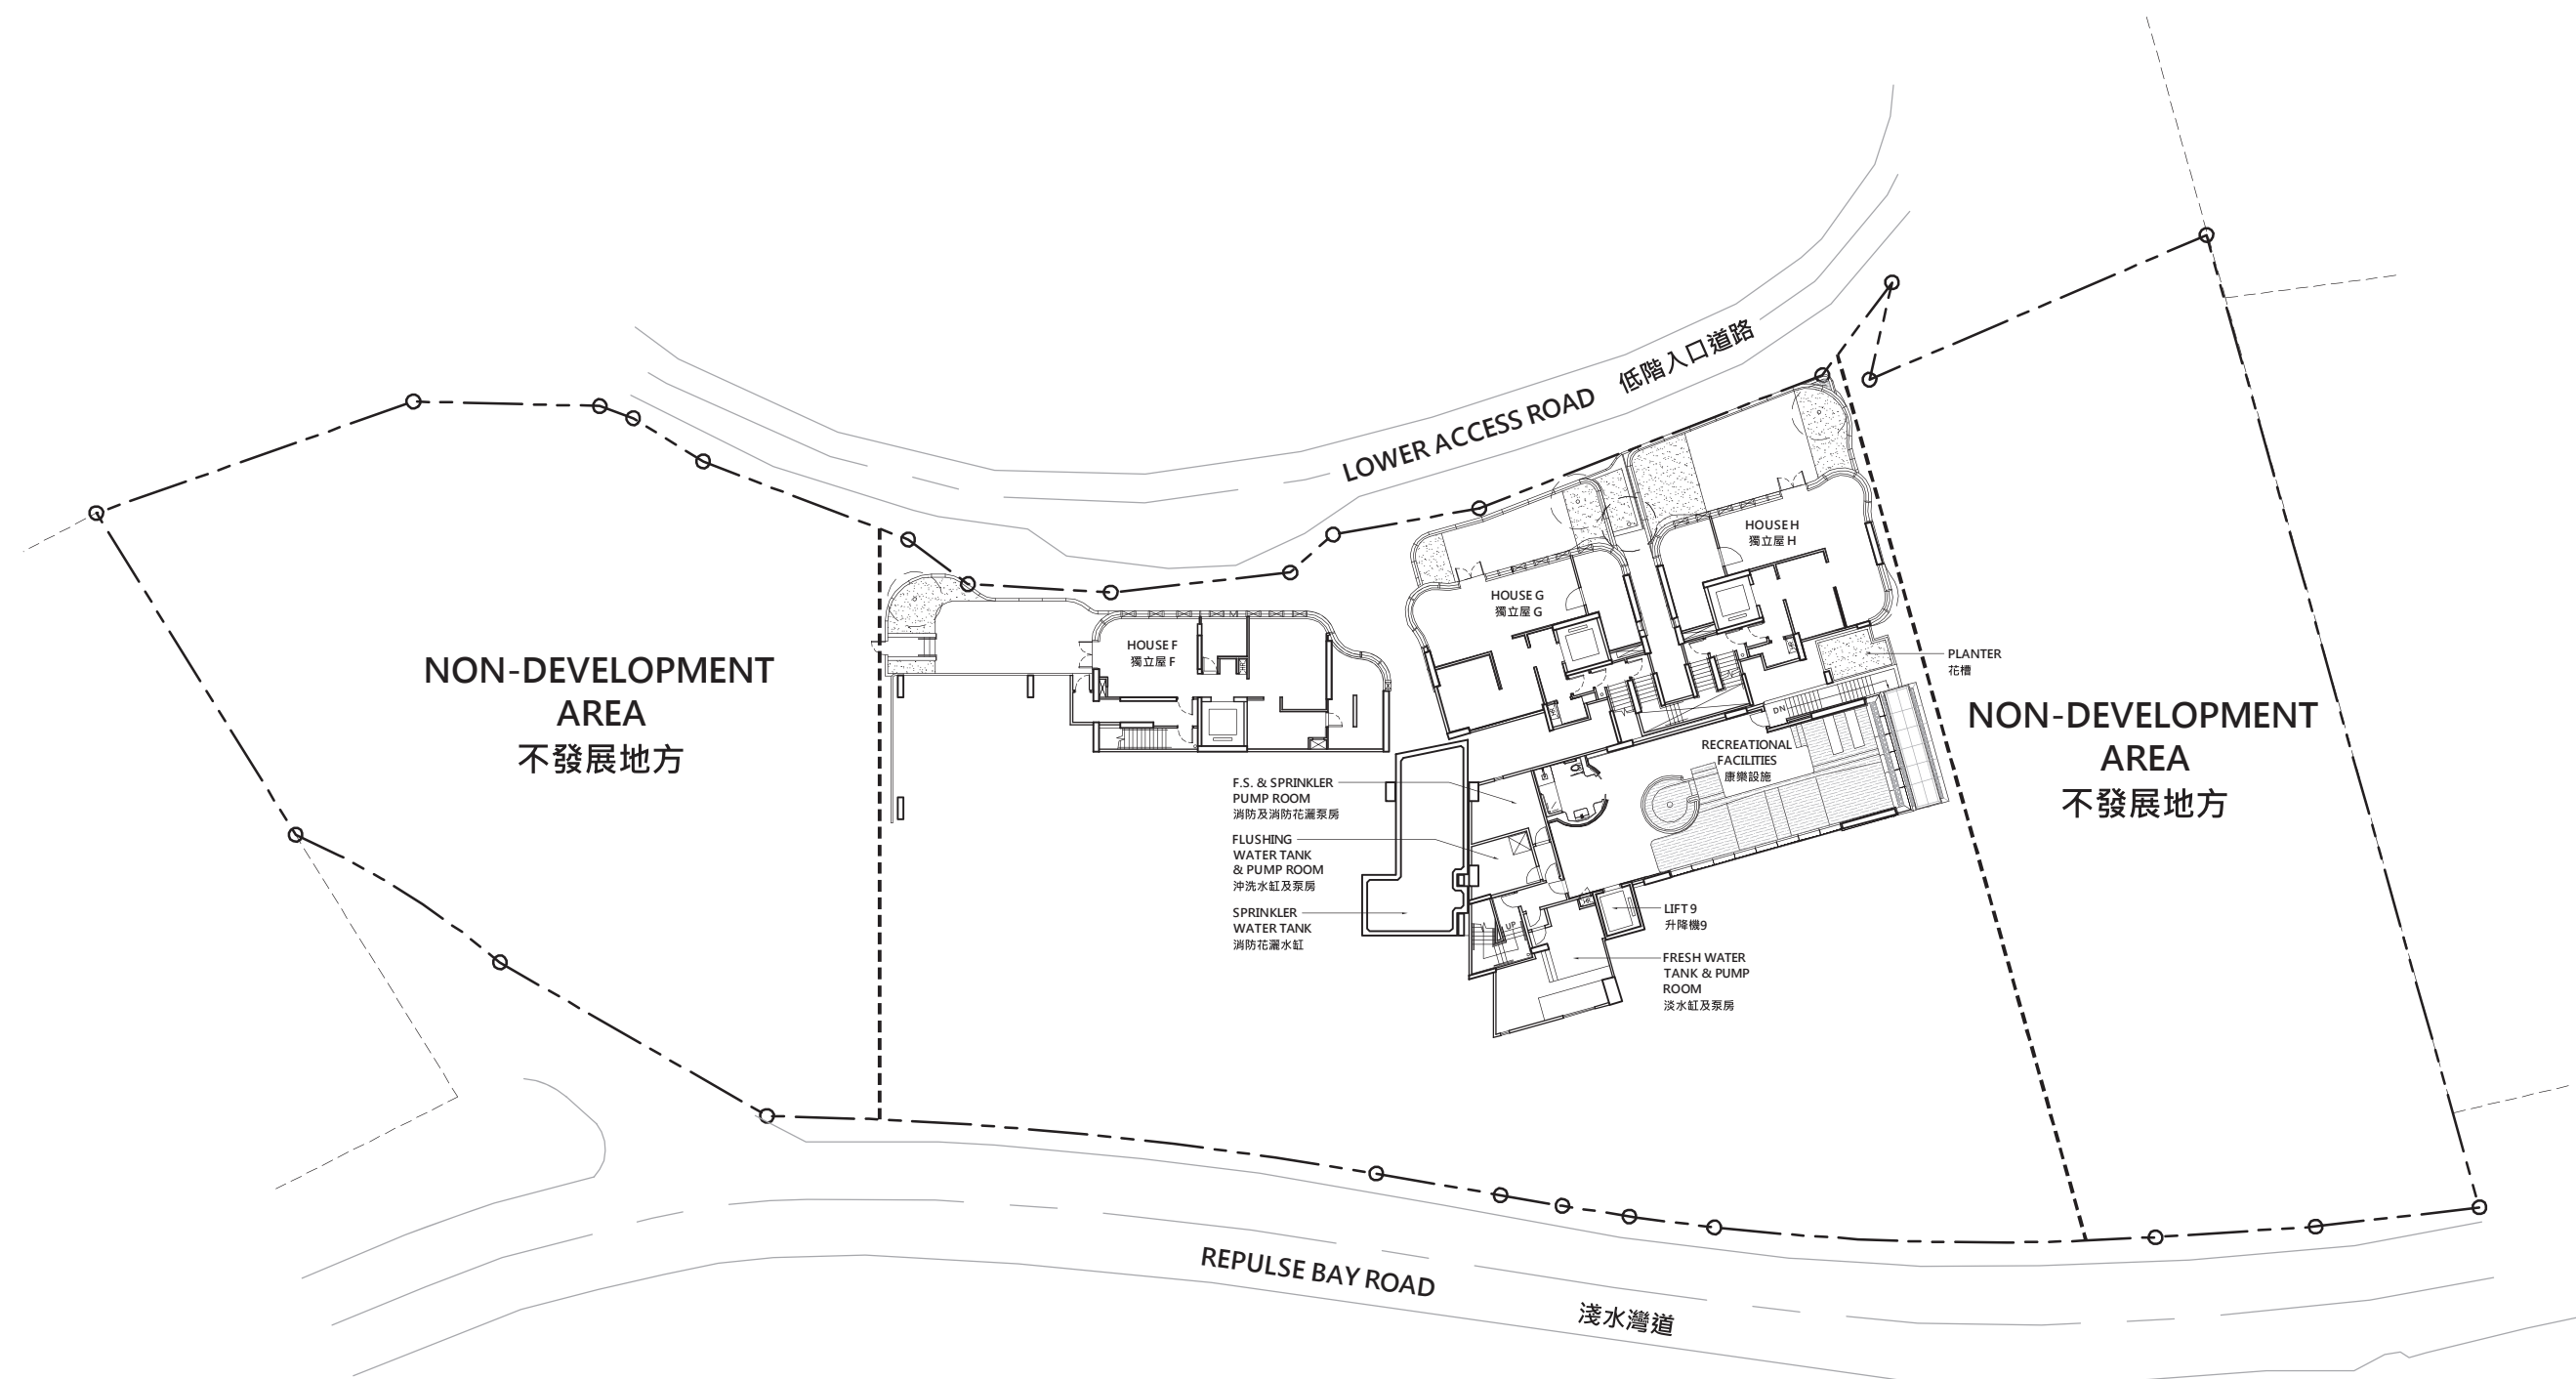 LOWER ACCESS ROAD 低階入口道路
HOUSE H
獨立屋 H
HOUSE G
獨立屋 G
HOUSE F
獨立屋 F
PLANTER
花槽
NON-DEVELOPMENT
AREA
不發展地方
NON-DEVELOPMENT
AREA
不發展地方
DN
RECREATIONAL
FACILITIES
康樂設施
F.S. & SPRINKLER
PUMP ROOM
消防及消防花灑泵房
FLUSHING
WATER TANK
& PUMP ROOM
沖洗水缸及泵房
SPRINKLER
WATER TANK
消防花灑水缸
UP
LIFT 9
升降機9
FRESH WATER
TANK & PUMP
ROOM
淡水缸及泵房
REPULSE BAY ROAD 淺水灣道